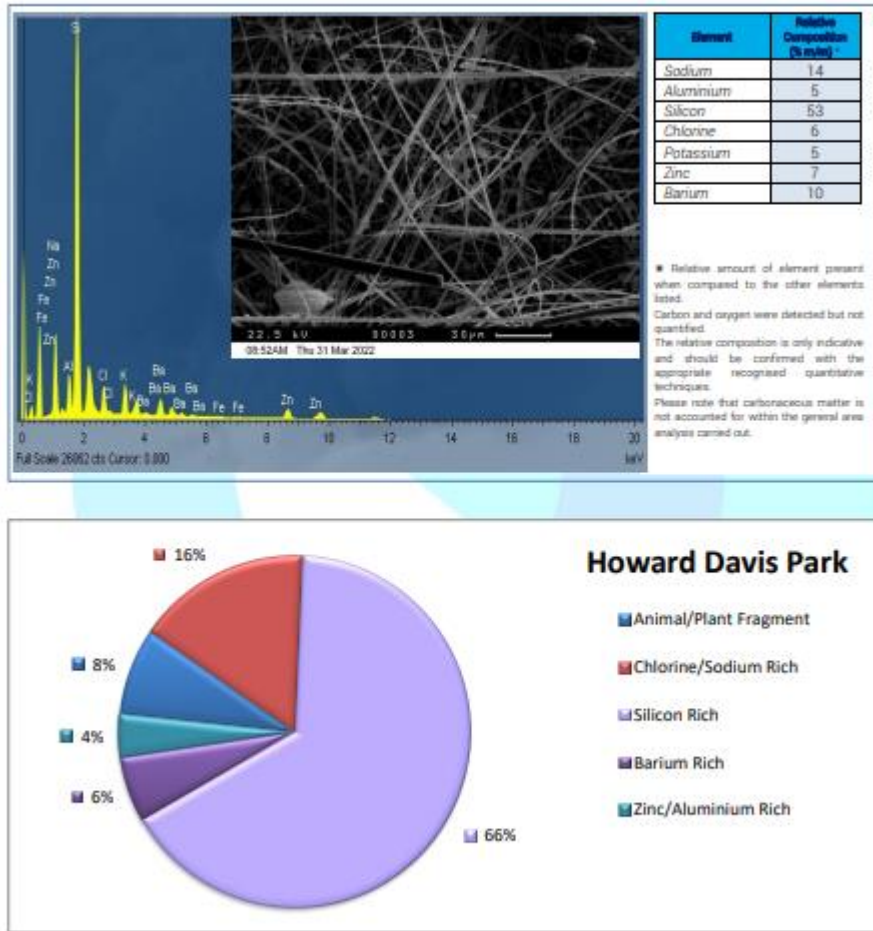 Si
Na
Zn
Zn
Fe
Fe
Zn
K
Cl
Al
Cl
Cl
K
K
Ba
Ba
Ba Ba
Ba
Ba
Ba
Fe Fe
Zn
Zn
0 2 4 6 8 10 12 14 16 18 20
Full Scale 26862 cts Cursor: 0.000
keV
22.5 kV 00003 30µm
08:52AM Thu 31 Mar 2022
Element Relative Composition (% m/m) *
Sodium 14
Aluminium 5
Silicon 53
Chlorine 6
Potassium 5
Zinc 7
Barium 10
* Relative amount of element present
when compared to the other elements
listed.
Carbon and oxygen were detected but not
quantified.
The relative composition is only indicative
and should be confirmed with the
appropriate recognised quantitative
techniques.
Please note that carbonaceous matter is
not accounted for within the general area
analysis carried out.
Howard Davis Park
16%
8%
4%
6%
66%
Animal/Plant Fragment
Chlorine/Sodium Rich
Silicon Rich
Barium Rich
Zinc/Aluminium Rich